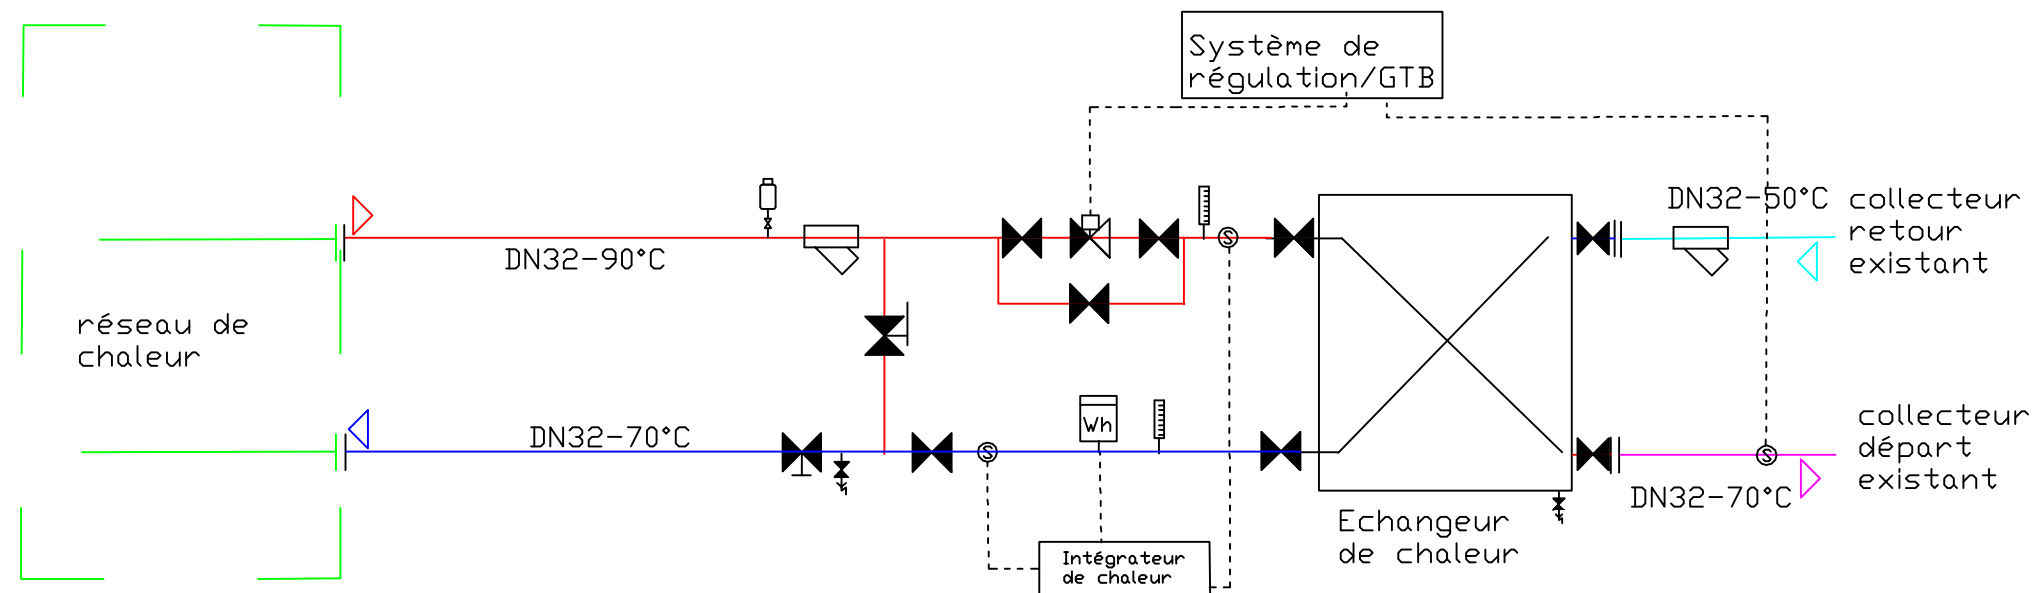 Système de
régulation/GTB
DN32-50°C
collecteur
retour
existant
DN32-90°C
réseau de
chaleur
DN32-70°C
Wh
S
S
S
collecteur
départ
existant
DN32-70°C
Echangeur
de chaleur
Intégrateur
de chaleur